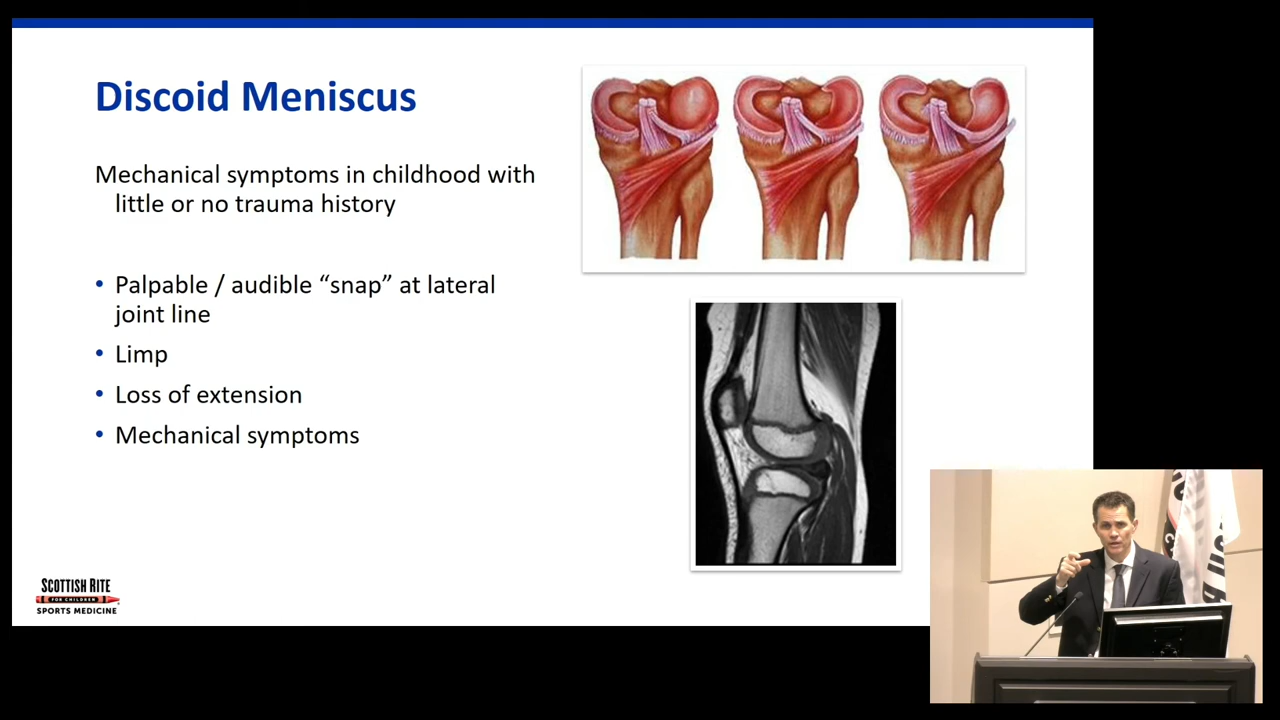 Discoid Meniscus
Mechanical symptoms in childhood with
little or no trauma history
• Palpable / audible “snap” at lateral
joint line
• Limp
• Loss of extension
• Mechanical symptoms
SCOTTISH RITE
FOR CHILDREN
SPORTS MEDICINE